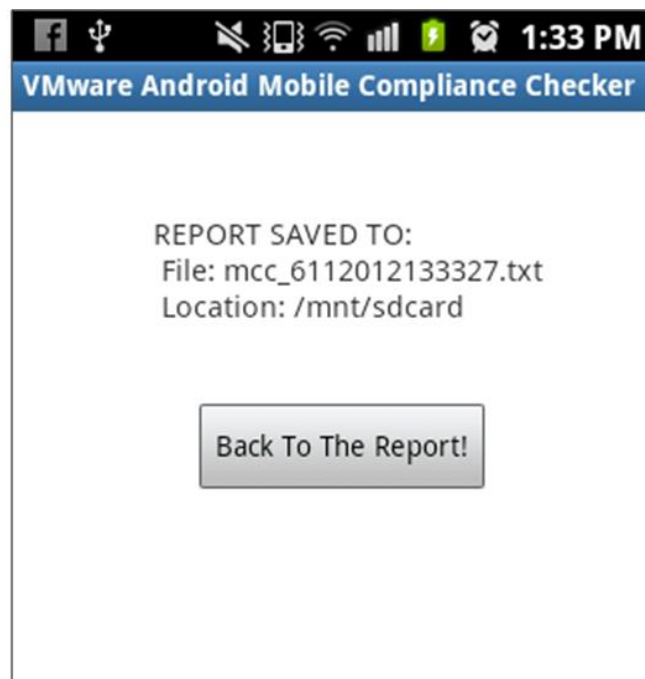 1:33 PM
VMware Android Mobile Compliance Checker
REPORT SAVED TO:
File: mcc_6112012133327.txt
Location: /mnt/sdcard
Back To The Report!